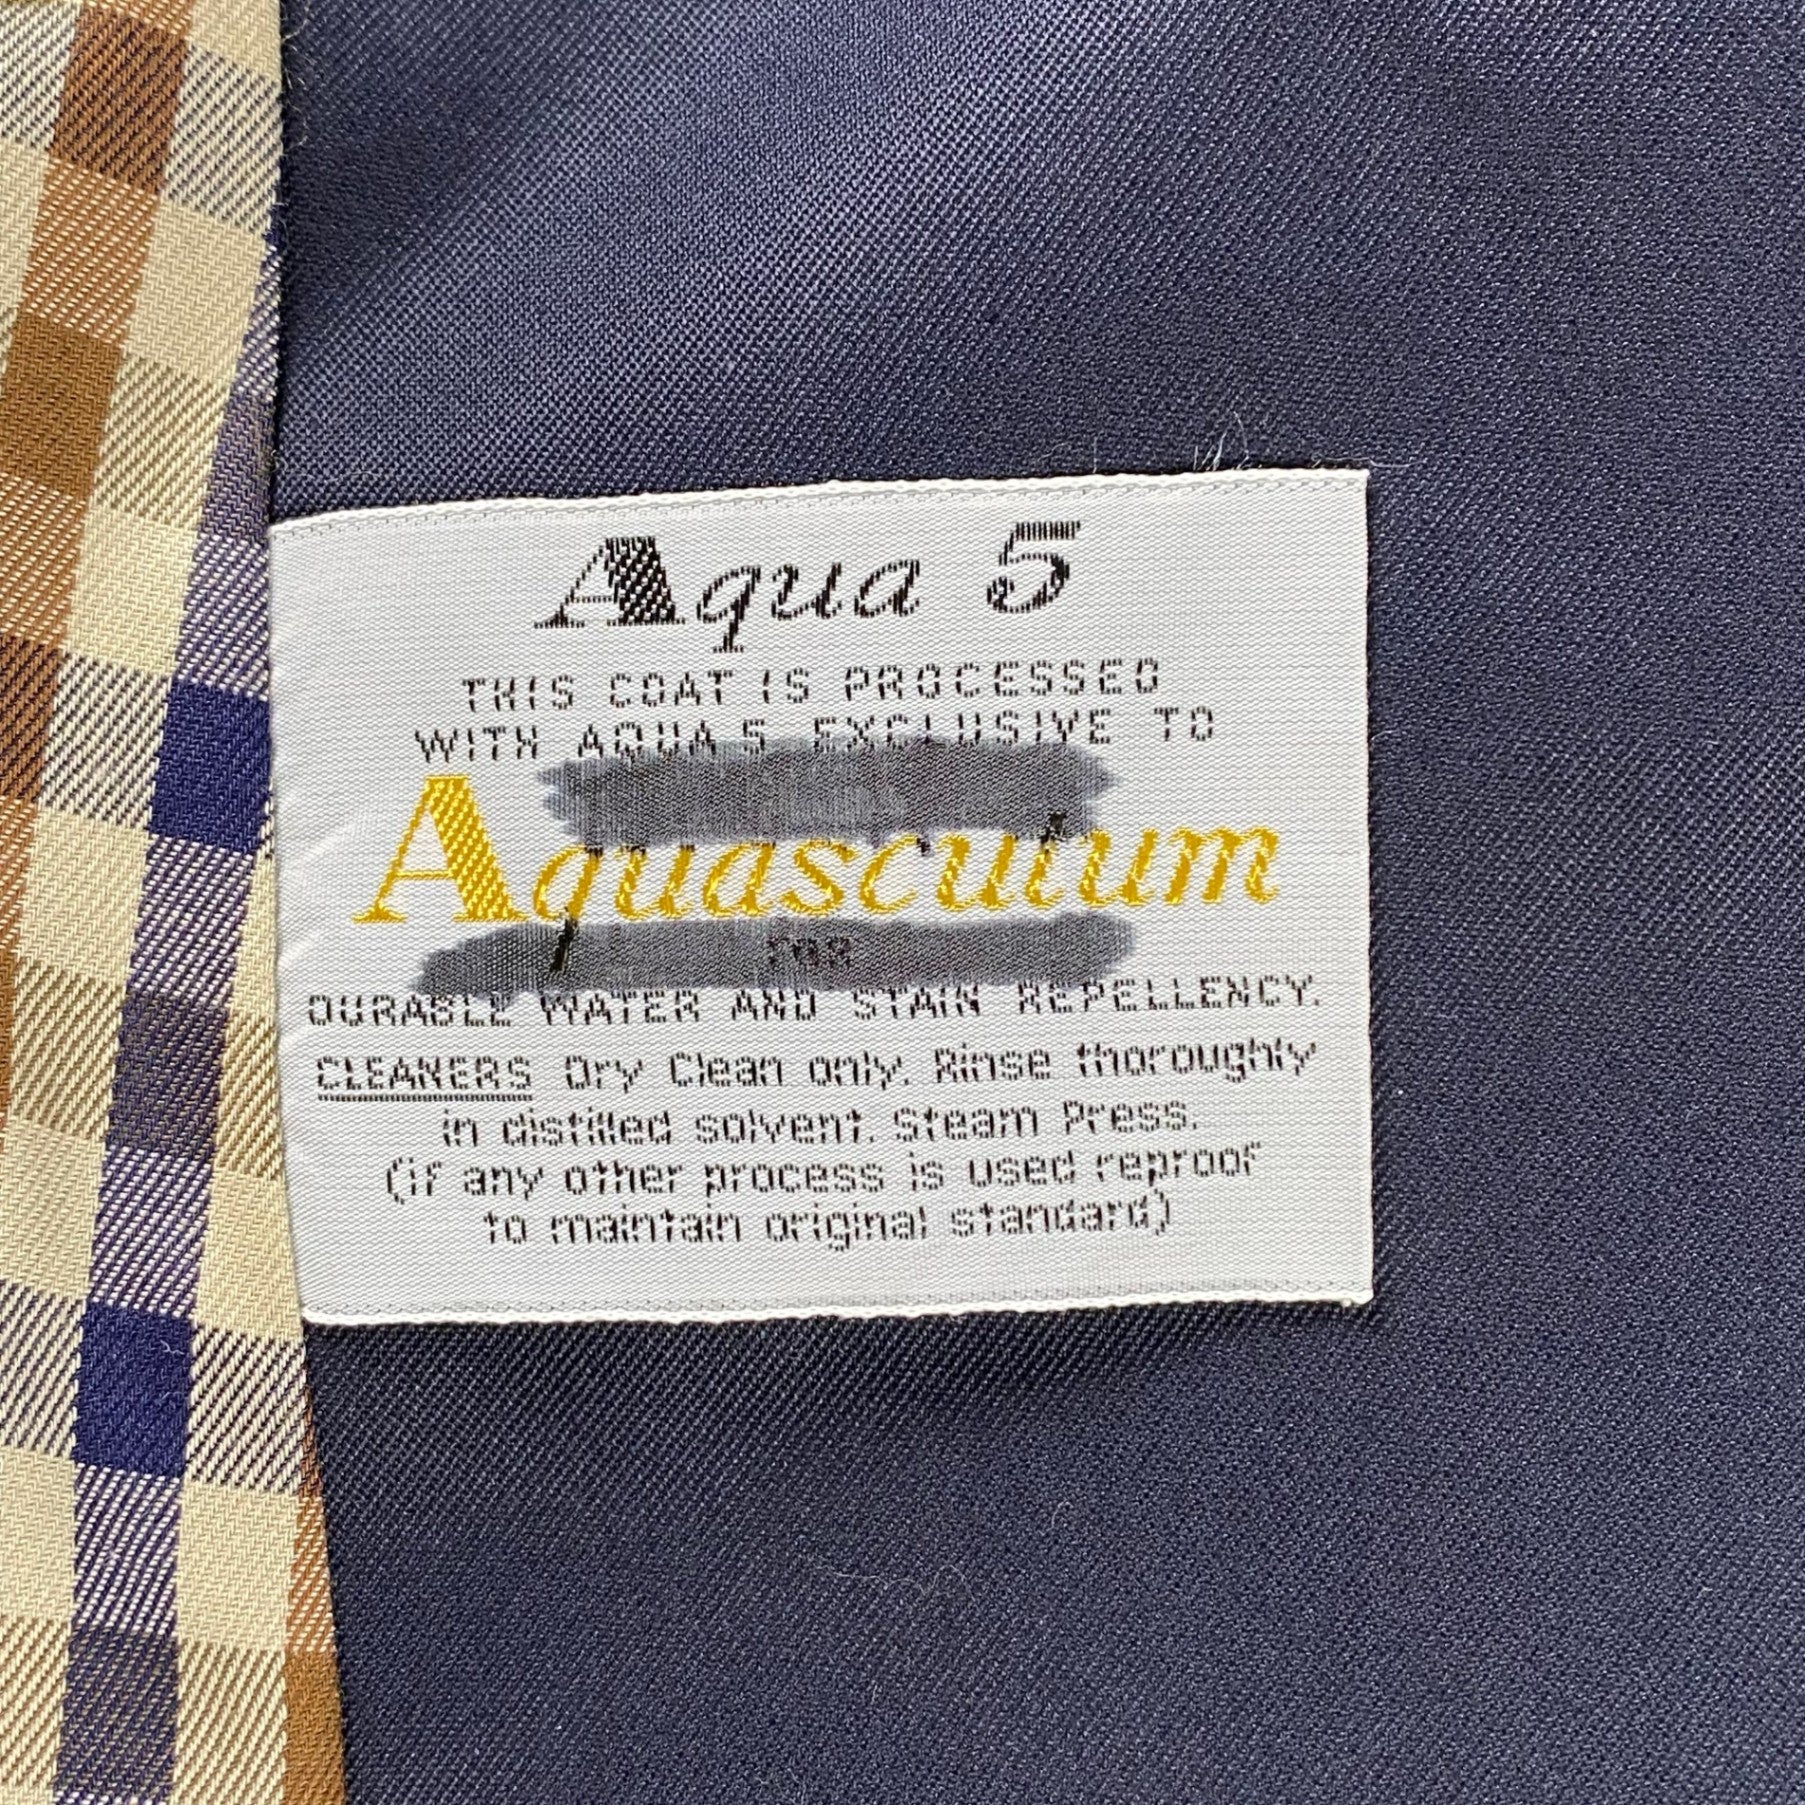 Aqua 5
THIS COAT IS PROCESSED
WITH AQUA 5 EXCLUSIVE TO
Aquascutum
FOR
DURABLE WATER AND STAIN REPELLENCY.
CLEANERS Dry Clean only. Rinse thoroughly
in distilled solvent. Steam Press.
(if any other process is used reproof
to maintain original standard)